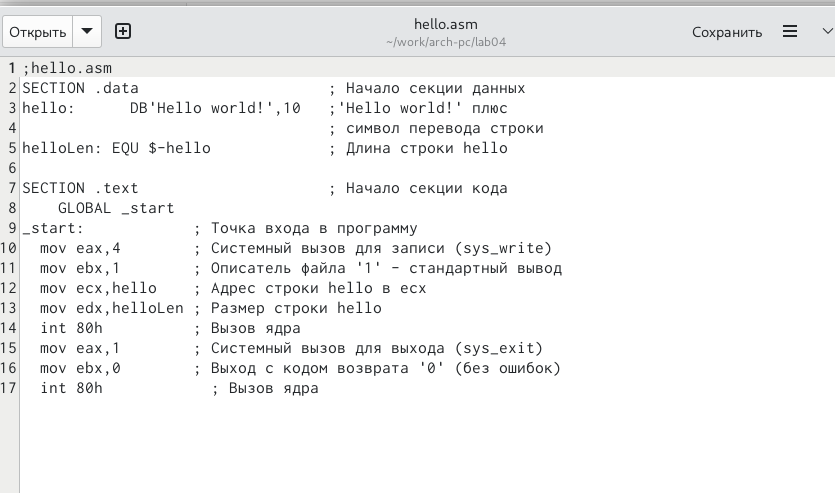 Открыть
hello.asm
~/work/arch-pc/lab04
Сохранить
1 ;hello.asm
2 SECTION .data ; Начало секции данных
3 hello: DB'Hello world!',10 ;'Hello world!' плюс
4 ; символ перевода строки
5 helloLen: EQU $-hello ; Длина строки hello
6
7 SECTION .text ; Начало секции кода
8 GLOBAL _start
9 _start: ; Точка входа в программу
10 mov eax,4 ; Системный вызов для записи (sys_write)
11 mov ebx,1 ; Описатель файла '1' - стандартный вывод
12 mov ecx,hello ; Адрес строки hello в ecx
13 mov edx,helloLen ; Размер строки hello
14 int 80h ; Вызов ядра
15 mov eax,1 ; Системный вызов для выхода (sys_exit)
16 mov ebx,0 ; Выход с кодом возврата '0' (без ошибок)
17 int 80h ; Вызов ядра